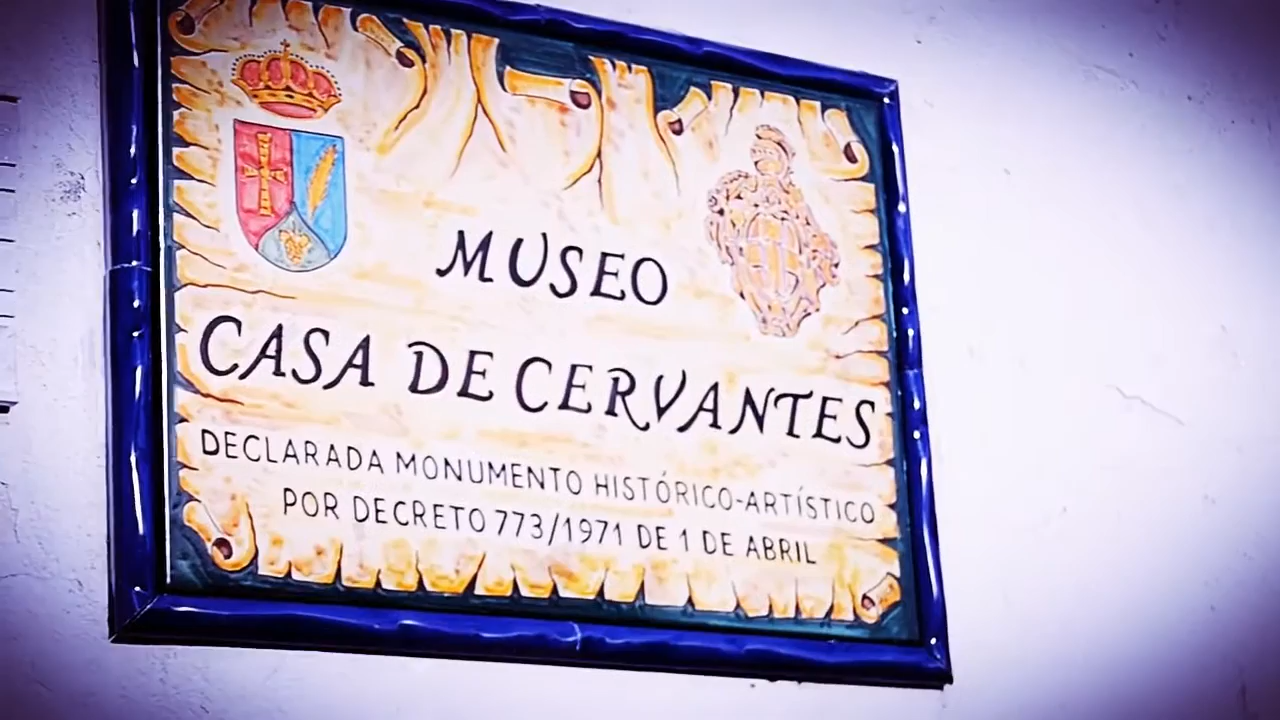 MUSEO
CASA DE CERVANTES
DECLARADA MONUMENTO HISTÓRICO-ARTÍSTICO
POR DECRETO 773/1971 DE 1 DE ABRIL